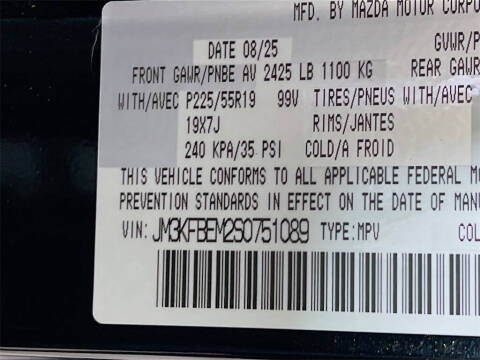 MFD. BY MAZDA MOTOR CORPO
DATE 08/25 GVWR/P
FRONT GAWR/PNBE AV 2425 LB 1100 KG REAR GAWR
WITH/AVEC P225/55R19 99V TIRES/PNEUS WITH/AVEC
19X7J RIMS/JANTES
240 KPA/35 PSI COLD/A FROID
THIS VEHICLE CONFORMS TO ALL APPLICABLE FEDERAL MO
PREVENTION STANDARDS IN EFFECT ON THE DATE OF MANU
VIN: JM3KFBEM2S0751089 TYPE:MPV COL